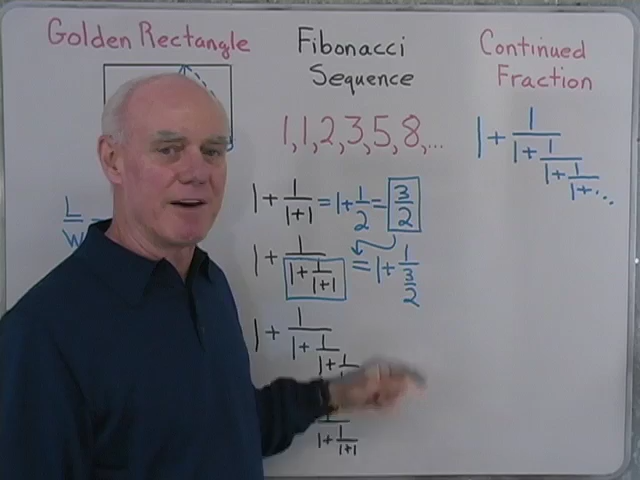 Golden Rectangle
L
W
Fibonacci
Sequence
1,1,2,3,5,8,...
1 + 1/(1+1) = 1 + 1/2 = 3/2
1 + 1/(1 + 1/(1+1)) = 1 + 1/(3/2)
1 + 1/(1 + 1/(1 + 1/
1/(1 + 1/(1+1))
Continued
Fraction
1 + 1/(1 + 1/(1 + 1/(1 + ...